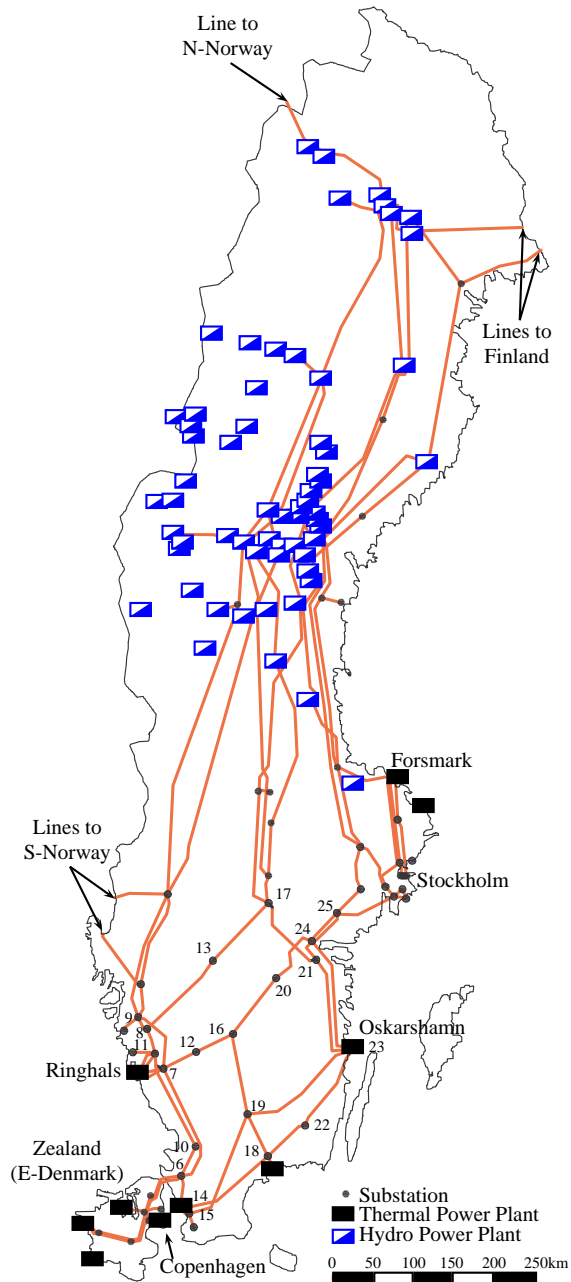 Line to
N-Norway
Lines to
Finland
Forsmark
Lines to
S-Norway
Stockholm
17
25
24
13
21
20
9
8
16
Oskarshamn
11
12
23
Ringhals
7
19
22
10
18
Zealand
(E-Denmark)
6
14
15
Substation
Thermal Power Plant
Hydro Power Plant
Copenhagen
0 50 100 150 200 250km